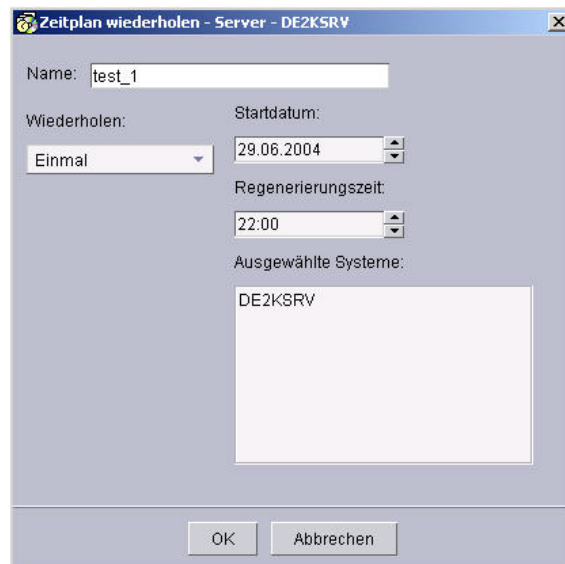 Zeitplan wiederholen - Server - DE2KSRV
Name: test_1
Wiederholen:
Einmal
Startdatum:
29.06.2004
Regenerierungszeit:
22:00
Ausgewählte Systeme:
DE2KSRV
OK
Abbrechen